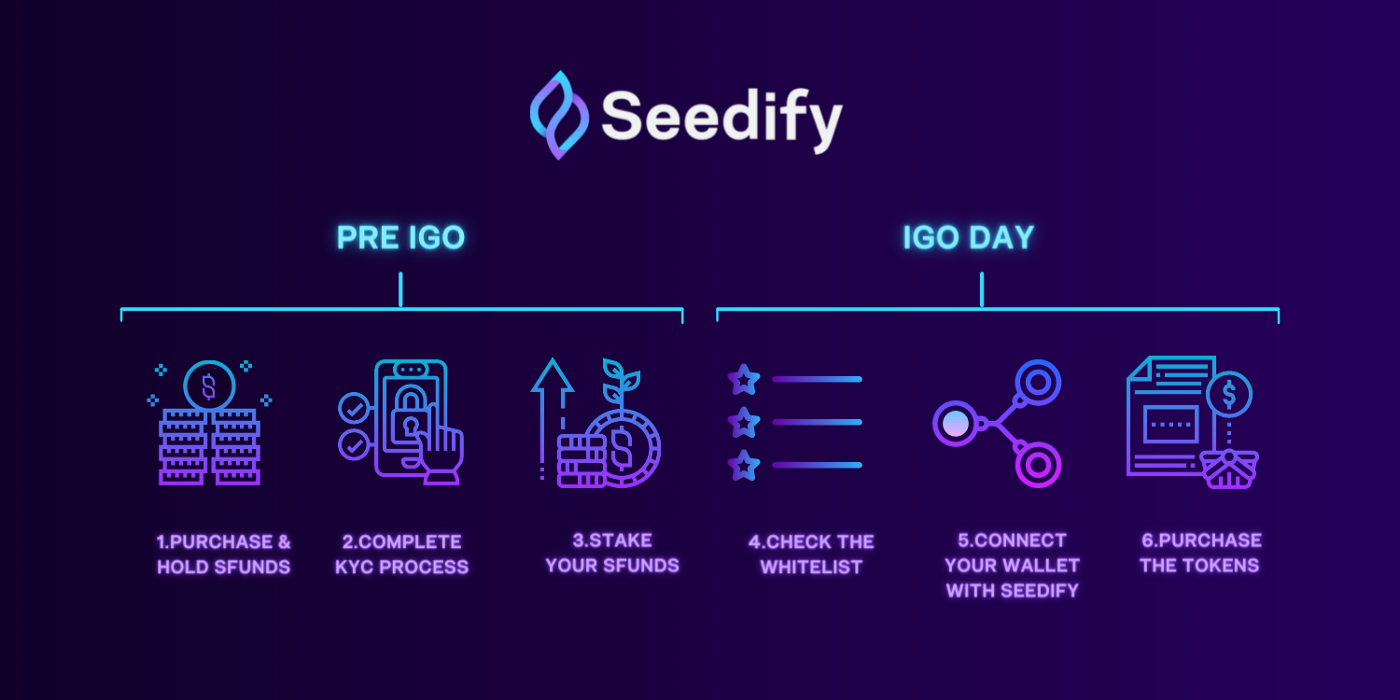 Seedify
PRE IGO
IGO DAY
1.PURCHASE &
HOLD SFUNDS
2.COMPLETE
KYC PROCESS
3.STAKE
YOUR SFUNDS
4.CHECK THE
WHITELIST
5.CONNECT
YOUR WALLET
WITH SEEDIFY
6.PURCHASE
THE TOKENS